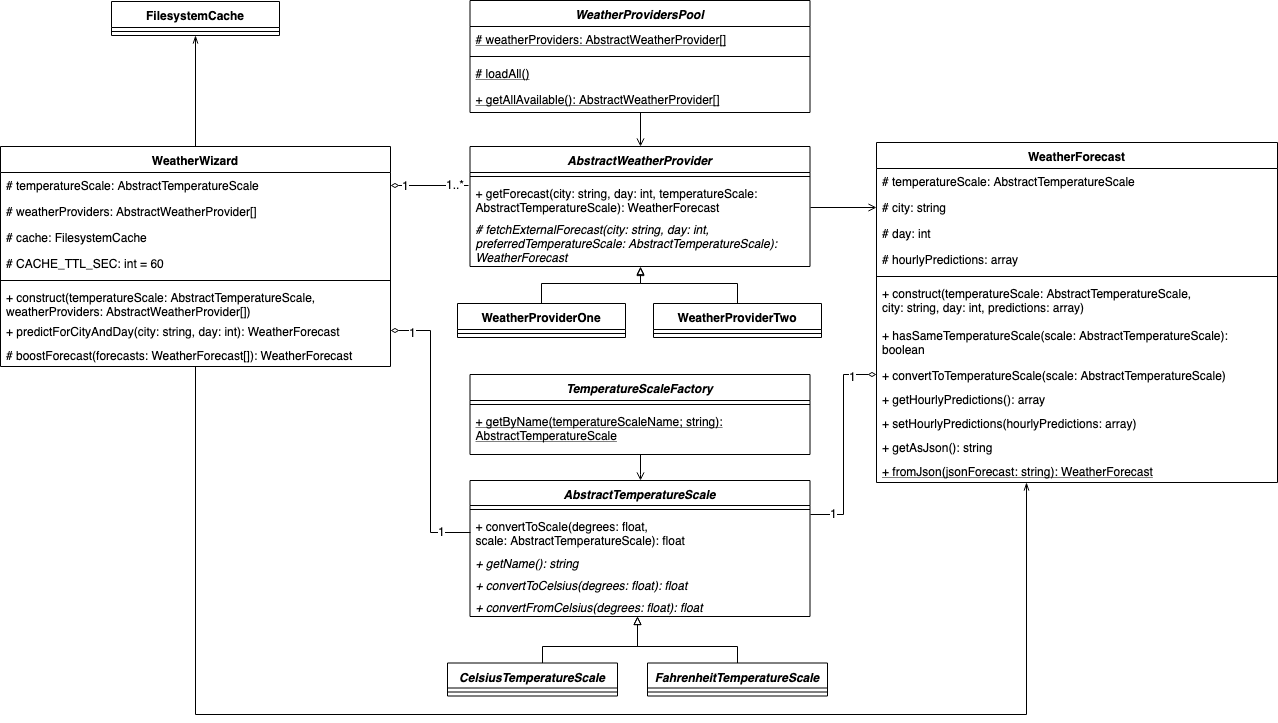 FilesystemCache
WeatherProvidersPool
# weatherProviders: AbstractWeatherProvider[]
# loadAll()
+ getAllAvailable(): AbstractWeatherProvider[]
WeatherWizard
# temperatureScale: AbstractTemperatureScale
# weatherProviders: AbstractWeatherProvider[]
# cache: FilesystemCache
# CACHE_TTL_SEC: int = 60
+ construct(temperatureScale: AbstractTemperatureScale,
weatherProviders: AbstractWeatherProvider[])
+ predictForCityAndDay(city: string, day: int): WeatherForecast
# boostForecast(forecasts: WeatherForecast[]): WeatherForecast
1
1..*
1
1
AbstractWeatherProvider
+ getForecast(city: string, day: int, temperatureScale:
AbstractTemperatureScale): WeatherForecast
# fetchExternalForecast(city: string, day: int,
preferredTemperatureScale: AbstractTemperatureScale):
WeatherForecast
WeatherProviderOne
WeatherProviderTwo
TemperatureScaleFactory
+ getByName(temperatureScaleName; string):
AbstractTemperatureScale
AbstractTemperatureScale
+ convertToScale(degrees: float,
scale: AbstractTemperatureScale): float
+ getName(): string
+ convertToCelsius(degrees: float): float
+ convertFromCelsius(degrees: float): float
CelsiusTemperatureScale
FahrenheitTemperatureScale
1
1
WeatherForecast
# temperatureScale: AbstractTemperatureScale
# city: string
# day: int
# hourlyPredictions: array
+ construct(temperatureScale: AbstractTemperatureScale,
city: string, day: int, predictions: array)
+ hasSameTemperatureScale(scale: AbstractTemperatureScale):
boolean
+ convertToTemperatureScale(scale: AbstractTemperatureScale)
+ getHourlyPredictions(): array
+ setHourlyPredictions(hourlyPredictions: array)
+ getAsJson(): string
+ fromJson(jsonForecast: string): WeatherForecast